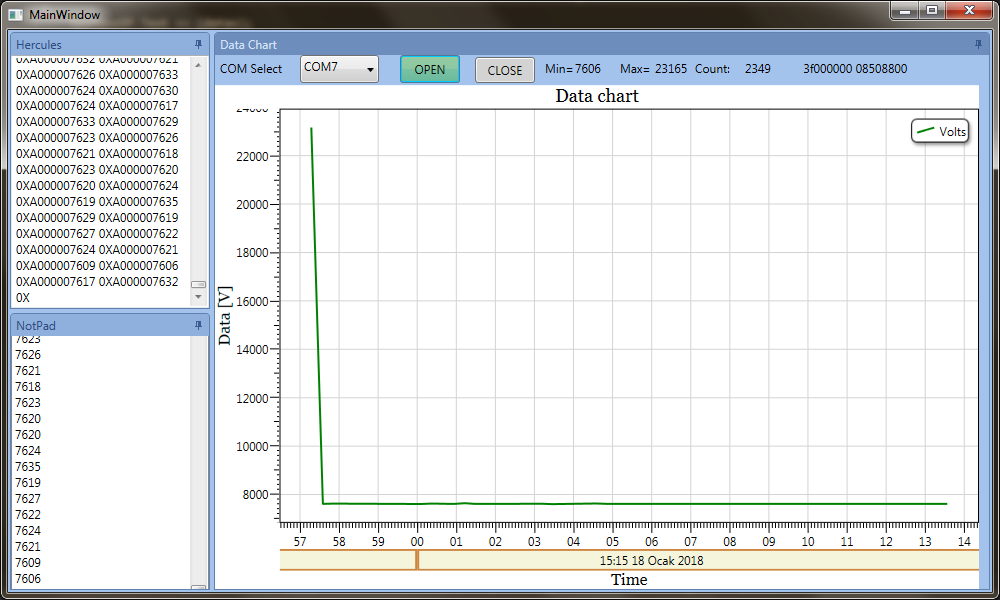 MainWindow
Hercules
0XA000007632 0XA000007621
0XA000007626 0XA000007633
0XA000007624 0XA000007630
0XA000007624 0XA000007617
0XA000007633 0XA000007629
0XA000007623 0XA000007626
0XA000007621 0XA000007618
0XA000007623 0XA000007620
0XA000007620 0XA000007624
0XA000007619 0XA000007635
0XA000007629 0XA000007619
0XA000007627 0XA000007622
0XA000007624 0XA000007621
0XA000007609 0XA000007606
0XA000007617 0XA000007632
0X
NotPad
7623
7626
7621
7618
7623
7620
7620
7624
7635
7619
7627
7622
7624
7621
7609
7606
Data Chart
COM Select COM7 OPEN CLOSE Min= 7606 Max= 23165 Count: 2349 3f000000 08508800
Data chart
Volts
24000
22000
20000
18000
16000
14000
12000
10000
8000
Data [V]
57 58 59 00 01 02 03 04 05 06 07 08 09 10 11 12 13 14
15:15 18 Ocak 2018
Time